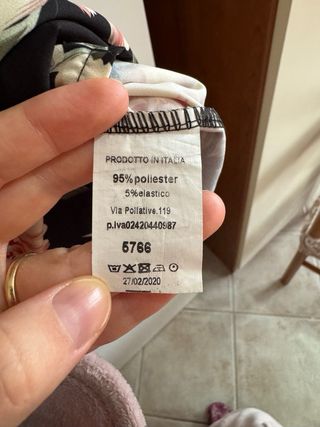 PRODOTTO IN ITALIA
95% poliester
5% elastico
Via Pollative.119
p.iva02420440987
5766
27/02/2020